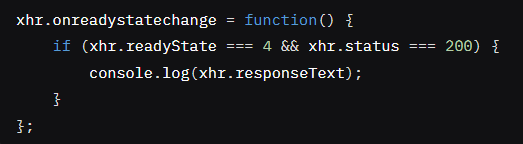 xhr.onreadystatechange = function() {
    if (xhr.readyState === 4 && xhr.status === 200) {
        console.log(xhr.responseText);
    }
};